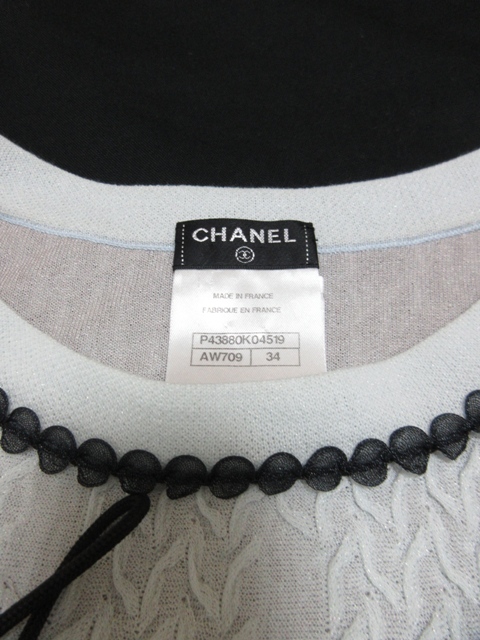 CHANEL
MADE IN FRANCE
FABRIQUE EN FRANCE
P43880K04519
AW709 34